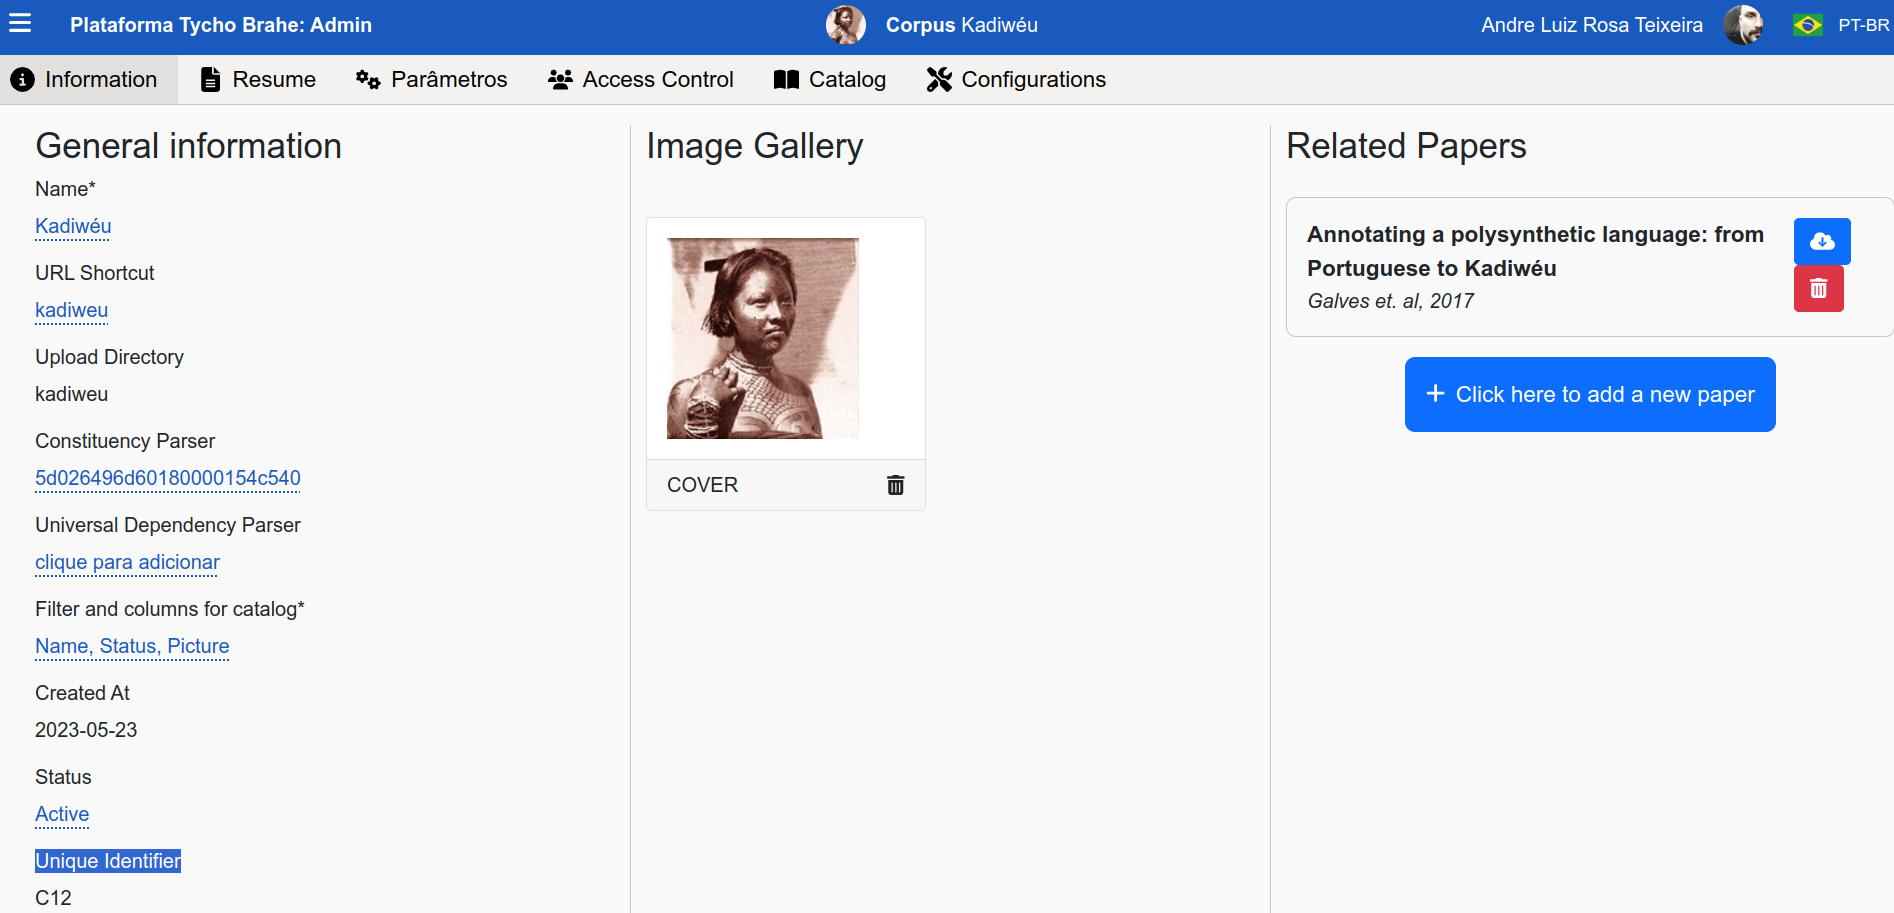 Plataforma Tycho Brahe: Admin
Corpus Kadiwéu
Andre Luiz Rosa Teixeira
PT-BR
Information
Resume
Parâmetros
Access Control
Catalog
Configurations
General information
Name*
Kadiwéu
URL Shortcut
kadiweu
Upload Directory
kadiweu
Constituency Parser
5d026496d60180000154c540
Universal Dependency Parser
clique para adicionar
Filter and columns for catalog*
Name, Status, Picture
Created At
2023-05-23
Status
Active
Unique Identifier
C12
Image Gallery
COVER
Related Papers
Annotating a polysynthetic language: from
Portuguese to Kadiwéu
Galves et. al, 2017
+ Click here to add a new paper